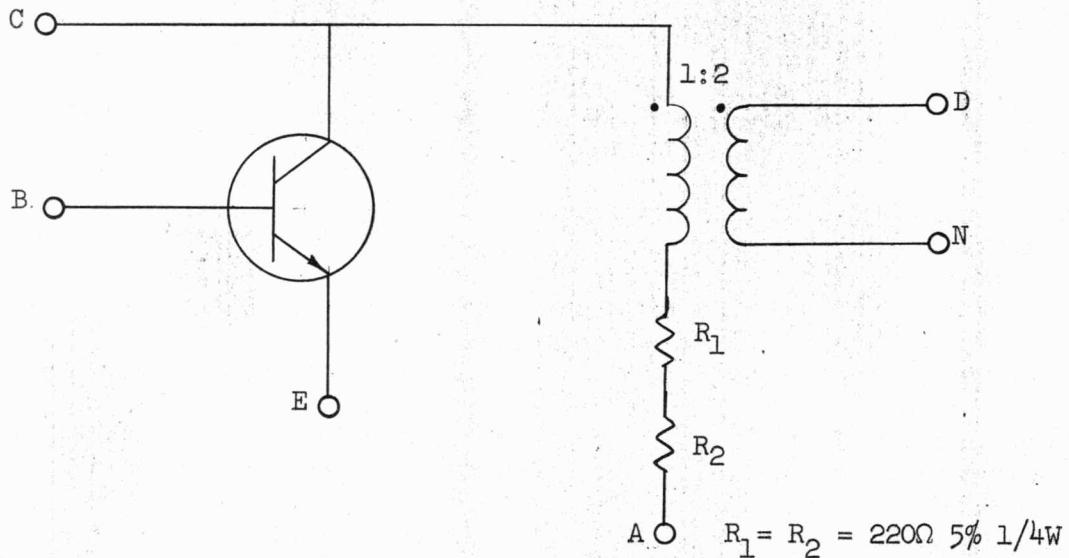 C
1:2
D
B
N
R1
E
R2
A
R1 = R2 = 220Ω 5% 1/4W